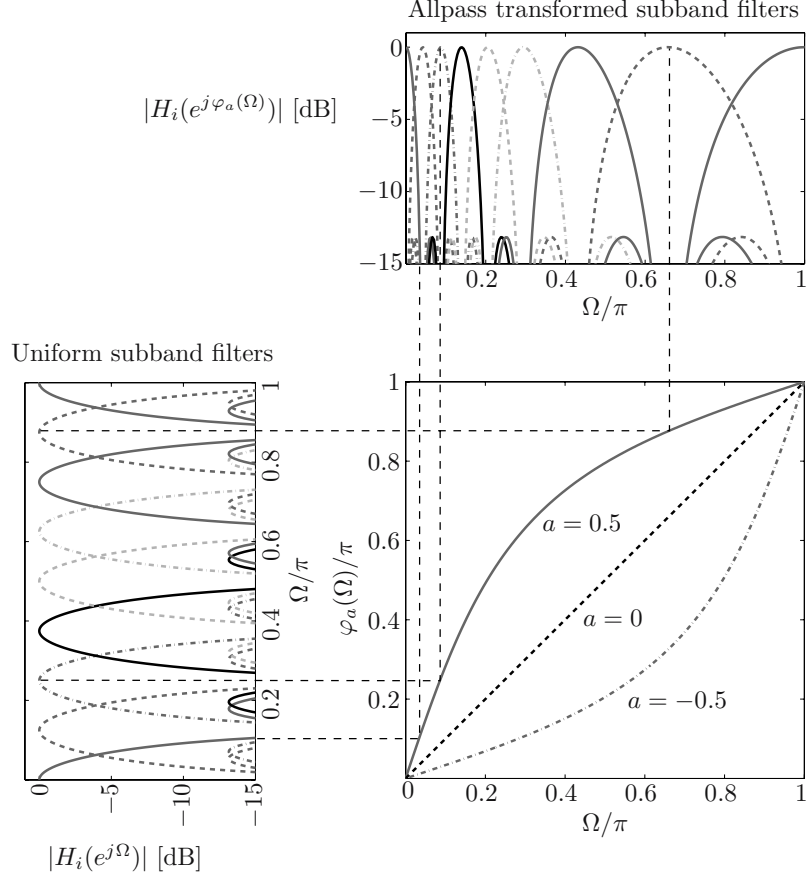 Allpass transformed subband filters
|H_i(e^{jφ_a(Ω)})| [dB]
0
−5
−10
−15
0.2
0.4
0.6
0.8
1
Ω/π
Uniform subband filters
1
0.8
0.6
0.4
0.2
Ω/π
0
−5
−10
−15
|H_i(e^{jΩ})| [dB]
φ_a(Ω)/π
1
0.8
0.6
0.4
0.2
a = 0.5
a = 0
a = −0.5
0
0.2
0.4
0.6
0.8
1
Ω/π